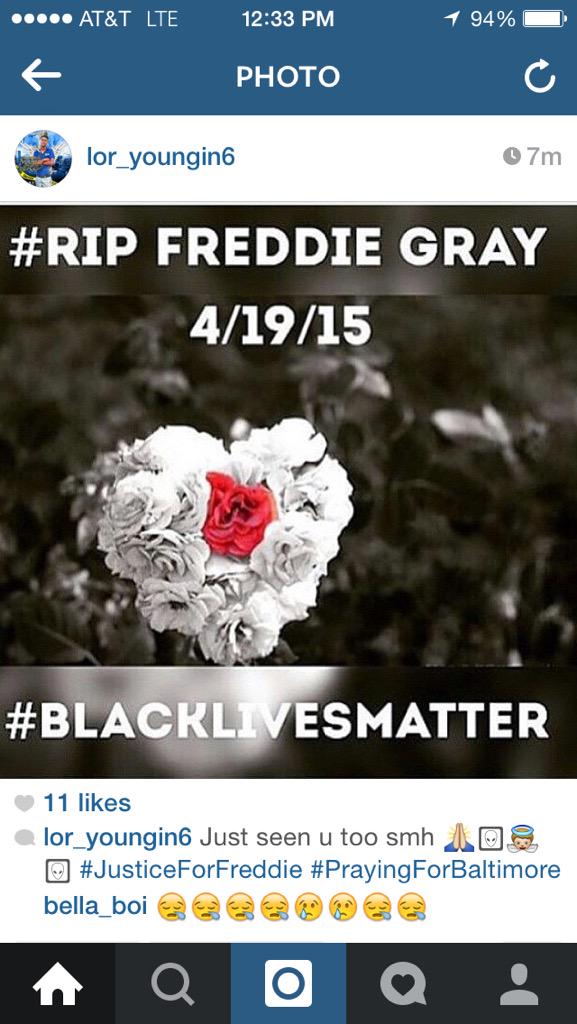 AT&T LTE 12:33 PM 94%
PHOTO
lor_youngin6 7m
#RIP FREDDIE GRAY
4/19/15
#BLACKLIVESMATTER
11 likes
lor_youngin6 Just seen u too smh 🙏👼
#JusticeForFreddie #PrayingForBaltimore
bella_boi 😪😪😪😪😢😢😪😪